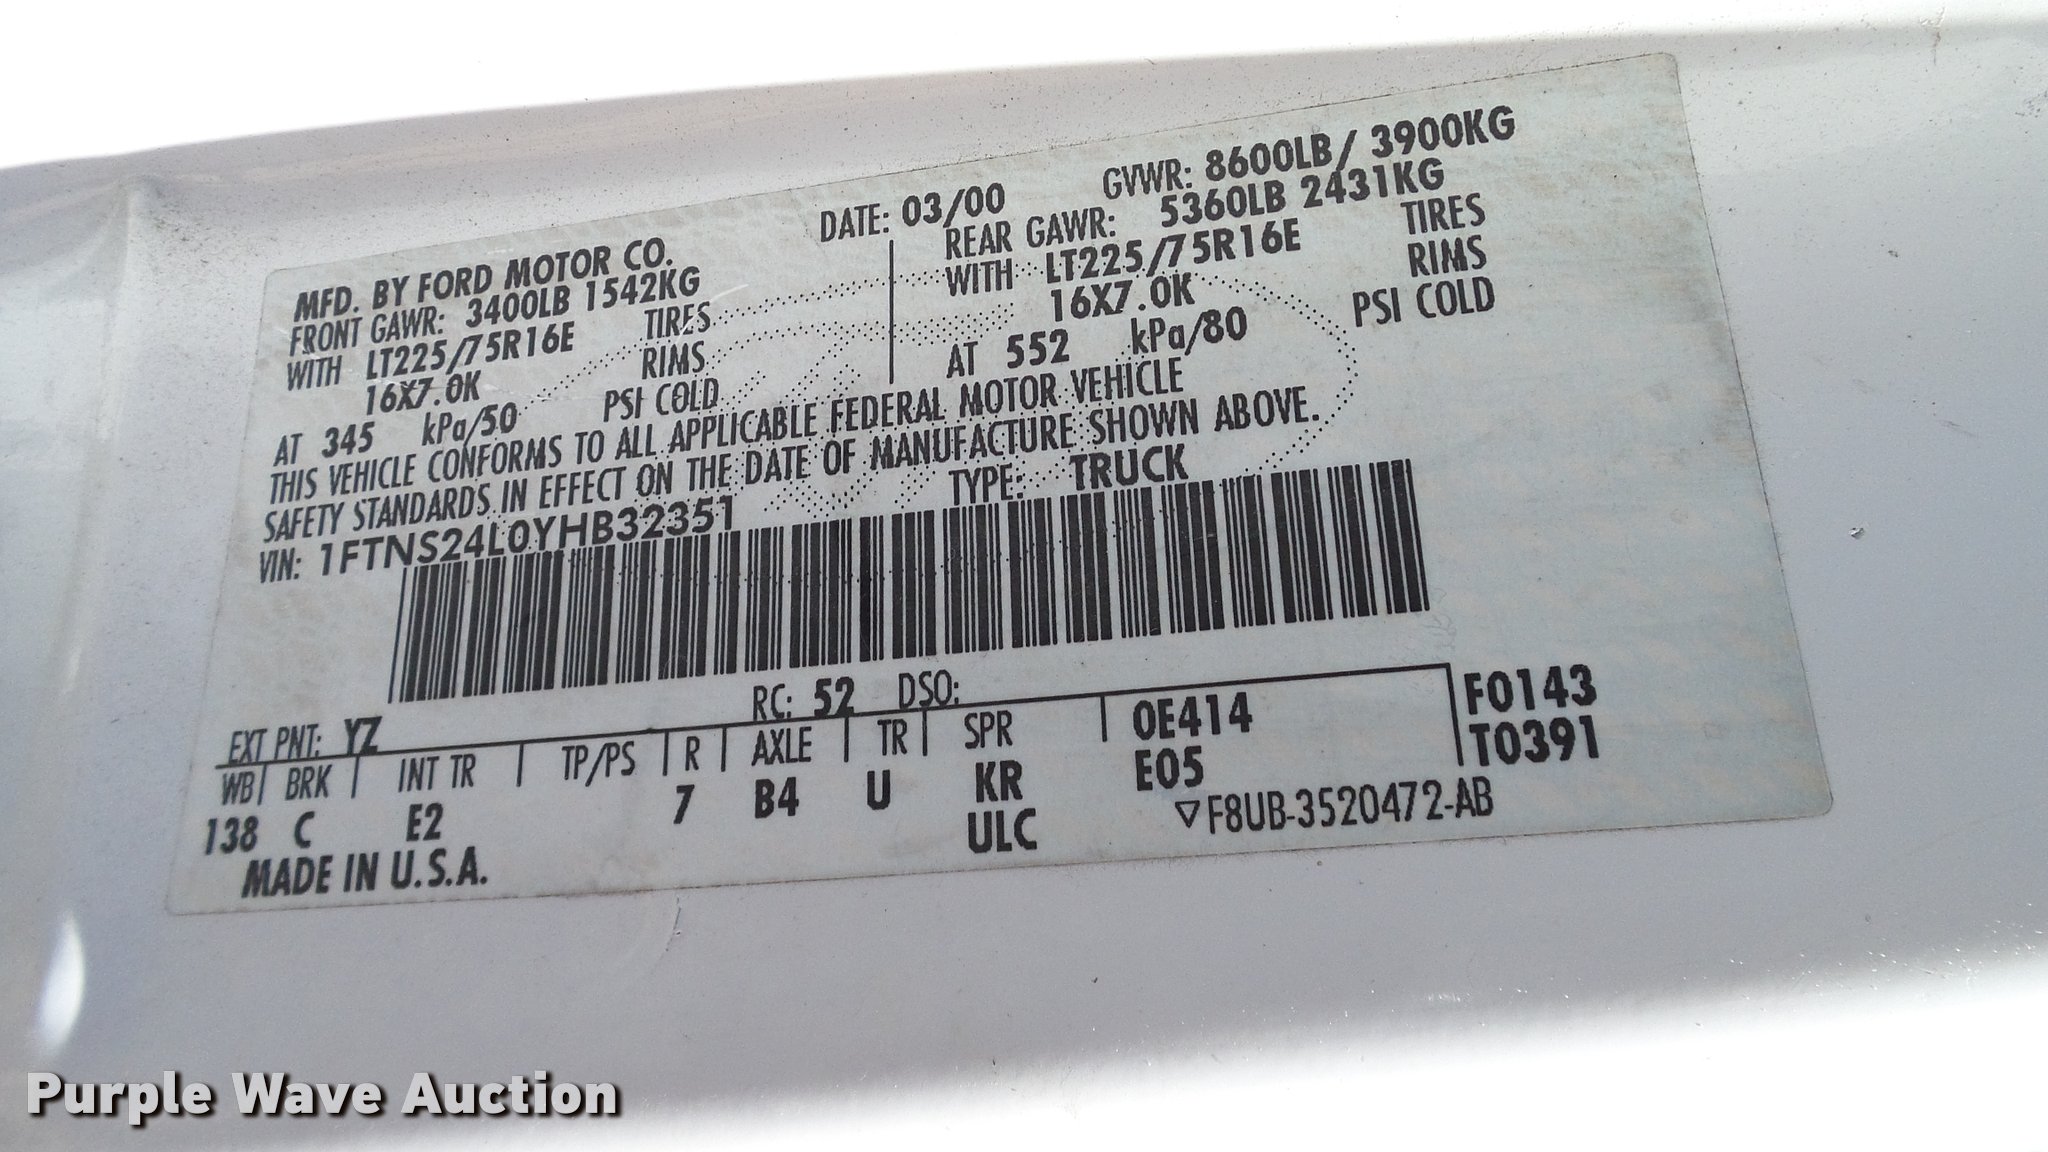 MFD. BY FORD MOTOR CO.
DATE: 03/00
GVWR: 8600LB/ 3900KG
FRONT GAWR: 3400LB 1542KG
REAR GAWR: 5360LB 2431KG
WITH LT225/75R16E TIRES
WITH LT225/75R16E TIRES
16X7.0K RIMS
16X7.0K RIMS
AT 345 kPa/50 PSI COLD
AT 552 kPa/80 PSI COLD
THIS VEHICLE CONFORMS TO ALL APPLICABLE FEDERAL MOTOR VEHICLE
SAFETY STANDARDS IN EFFECT ON THE DATE OF MANUFACTURE SHOWN ABOVE.
VIN: 1FTNS24L0YHB32351
TYPE: TRUCK
EXT PNT: YZ RC: 52 DSO:
WB BRK INT TR TP/PS R AXLE TR SPR 0E414 F0143
138 C E2 7 B4 U KR E05 T0391
ULC
▽F8UB-3520472-AB
MADE IN U.S.A.
Purple Wave Auction